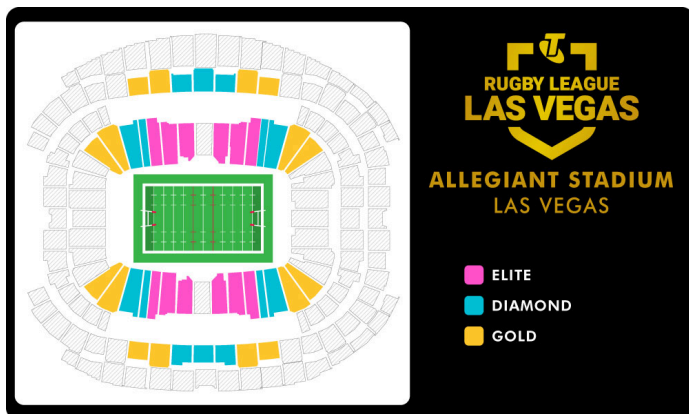 RUGBY LEAGUE
LAS VEGAS
ALLEGIANT STADIUM
LAS VEGAS
ELITE
DIAMOND
GOLD